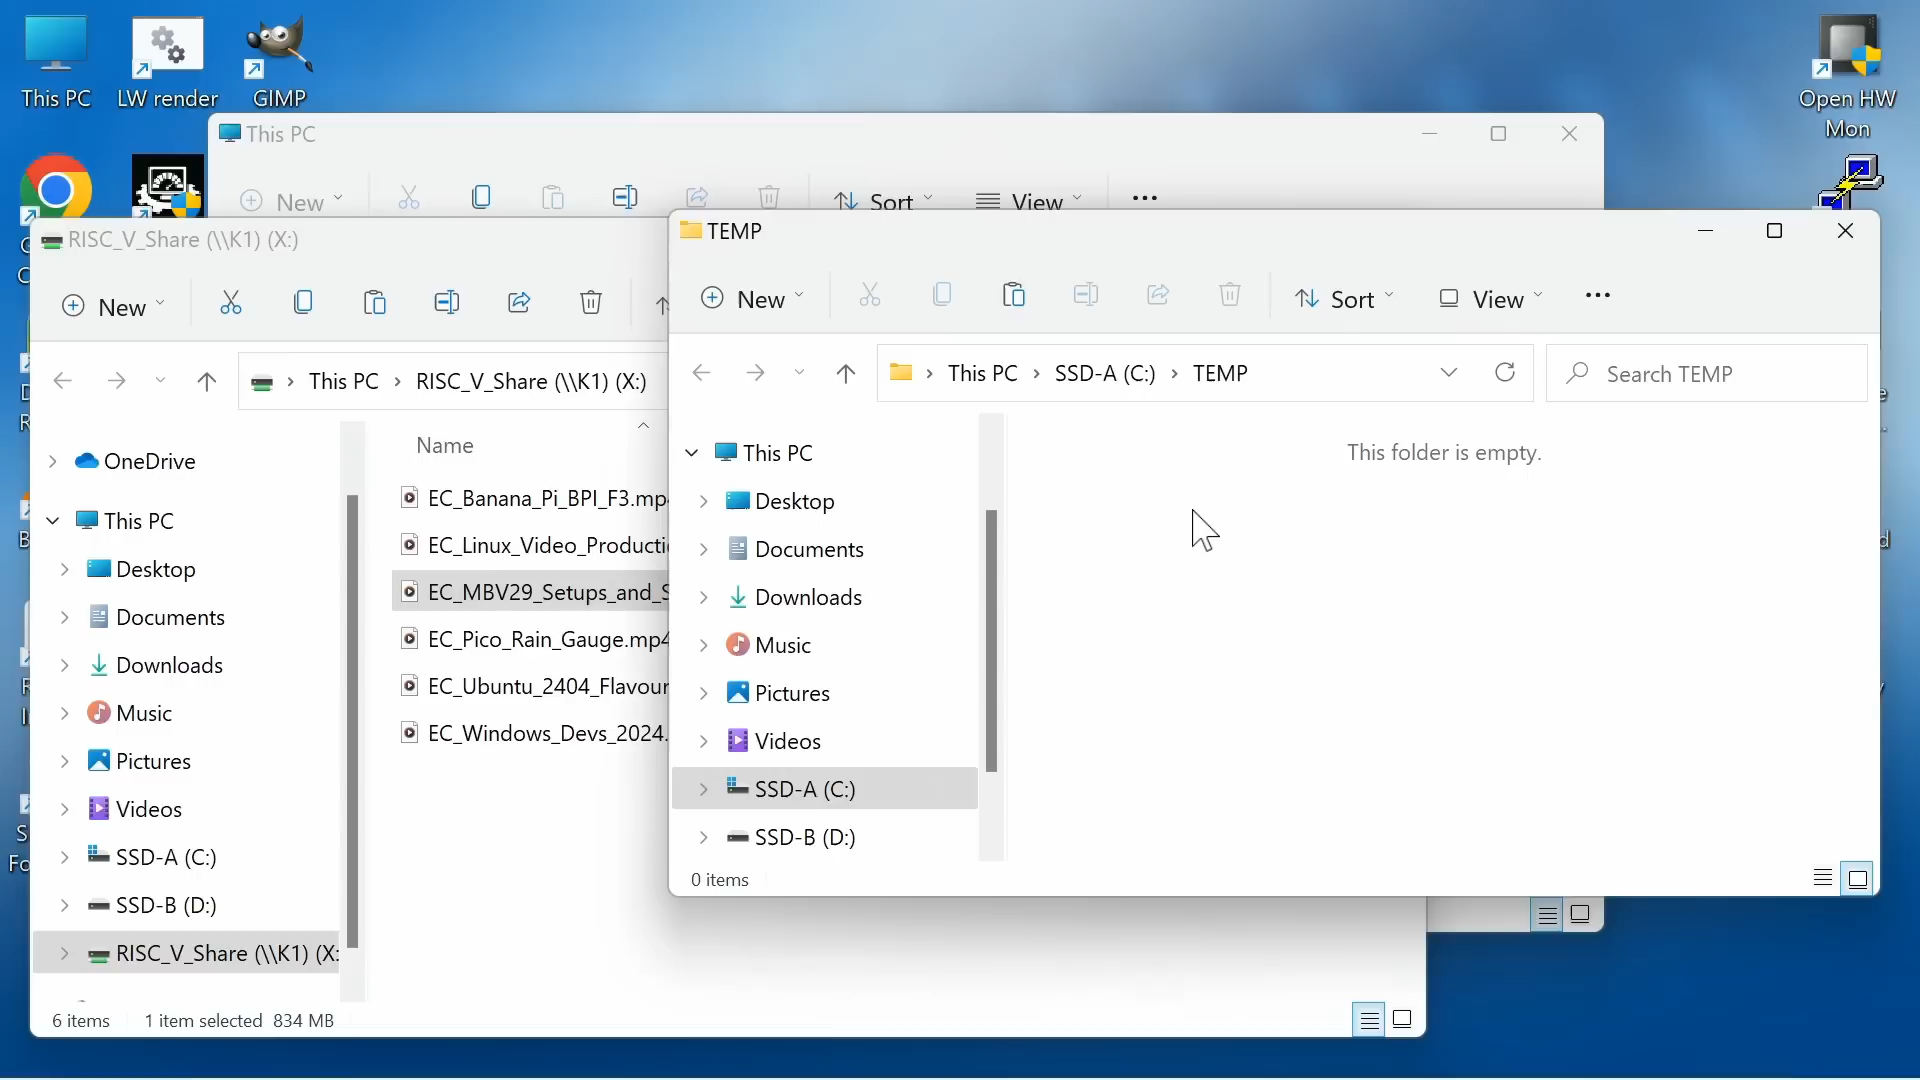 This PC
LW render
GIMP
Open HW
Mon
This PC
New
Sort
View
RISC_V_Share (\\K1) (X:)
New
This PC
RISC_V_Share (\\K1) (X:)
Name
OneDrive
This PC
Desktop
Documents
Downloads
Music
Pictures
Videos
SSD-A (C:)
SSD-B (D:)
RISC_V_Share (\\K1) (X:
EC_Banana_Pi_BPI_F3.mp4
EC_Linux_Video_Producti
EC_MBV29_Setups_and_S
EC_Pico_Rain_Gauge.mp4
EC_Ubuntu_2404_Flavour
EC_Windows_Devs_2024.
6 items
1 item selected 834 MB
TEMP
New
Sort
View
This PC
SSD-A (C:)
TEMP
Search TEMP
This PC
Desktop
Documents
Downloads
Music
Pictures
Videos
SSD-A (C:)
SSD-B (D:)
This folder is empty.
0 items